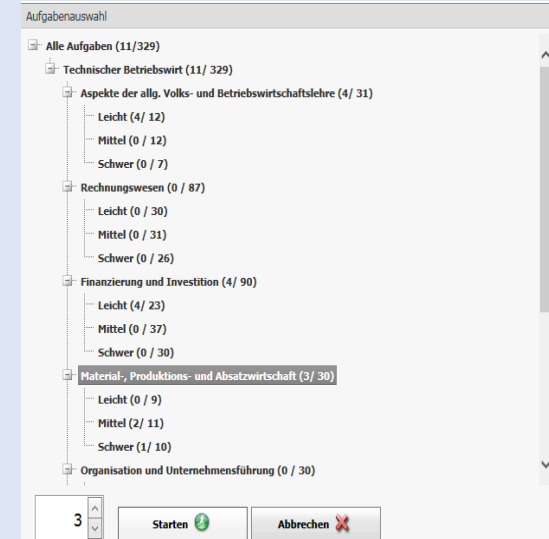 Aufgabenauswahl
Alle Aufgaben (11/329)
Technischer Betriebswirt (11/ 329)
Aspekte der allg. Volks- und Betriebswirtschaftslehre (4/ 31)
Leicht (4/ 12)
Mittel (0 / 12)
Schwer (0 / 7)
Rechnungswesen (0 / 87)
Leicht (0 / 30)
Mittel (0 / 31)
Schwer (0 / 26)
Finanzierung und Investition (4/ 90)
Leicht (4/ 23)
Mittel (0 / 37)
Schwer (0 / 30)
Material-, Produktions- und Absatzwirtschaft (3/ 30)
Leicht (0 / 9)
Mittel (2/ 11)
Schwer (1/ 10)
Organisation und Unternehmensführung (0 / 30)
3 Starten Abbrechen